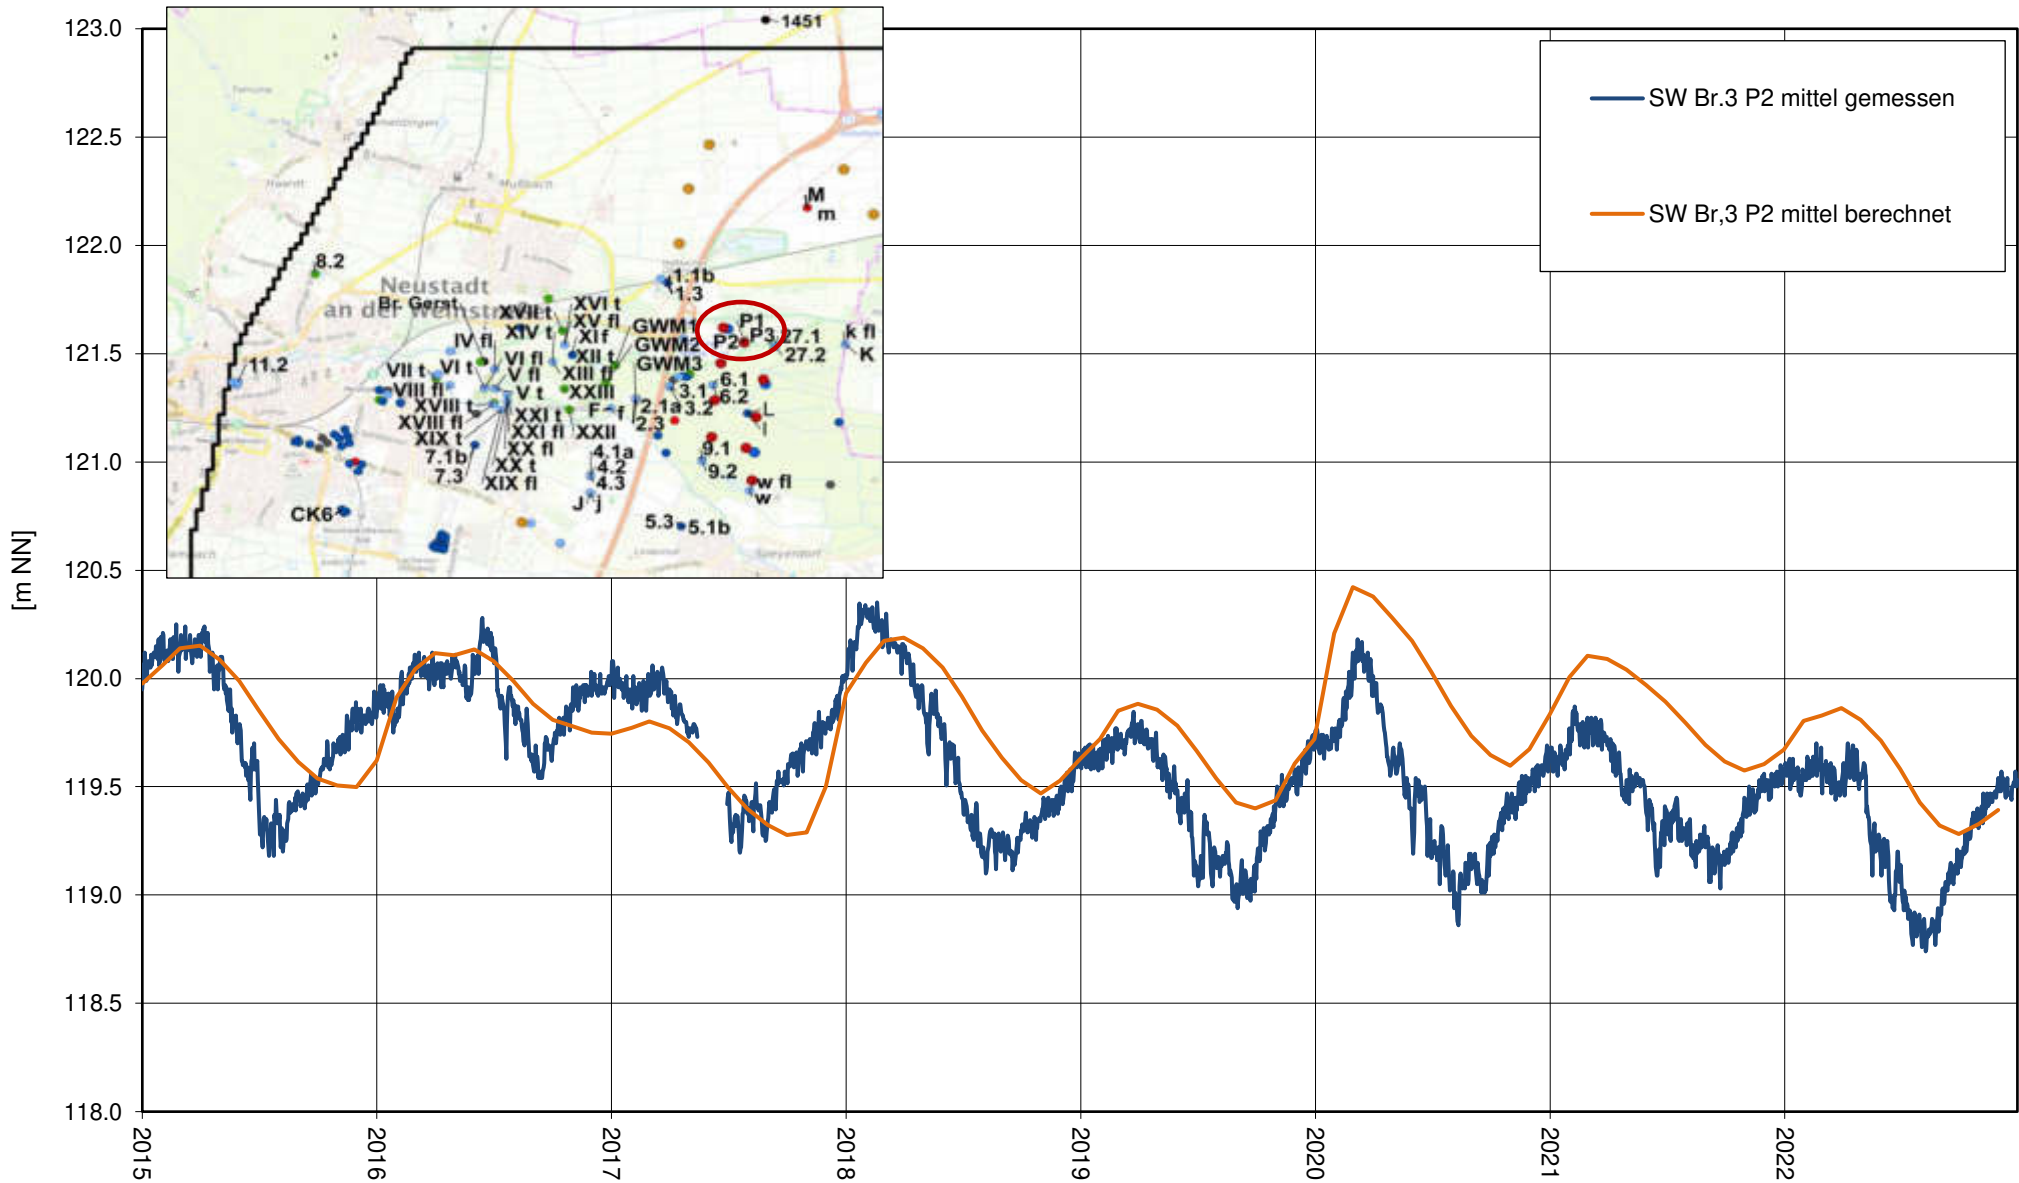 123.0
122.5
122.0
121.5
121.0
120.5
120.0
119.5
119.0
118.5
118.0
[m NN]
2015
2016
2017
2018
2019
2020
2021
2022
SW Br.3 P2 mittel gemessen
SW Br,3 P2 mittel berechnet
1451
M
m
Haardt
Mußbach
8.2
Neustadt
an der Weinstraße
Br. Gerst.
1.1b
1.3
XVII t
XVI t
XV fl
XIV t
XI f
GWM1
GWM2
GWM3
P1
P2
P3
27.1
27.2
k fl
K
11.2
IV fl
VI fl
XII t
VII t
VI t
V fl
XIII fl
VIII fl
V t
XXIII
3.1
6.1
6.2
XVIII t
XXI t
F
f
2.1a
3.2
L
l
XVIII fl
XXI fl
XXII
2.3
XIX t
XX fl
4.1a
9.1
7.1b
XX t
4.2
9.2
7.3
XIX fl
4.3
w fl
w
J
j
CK6
5.3
5.1b